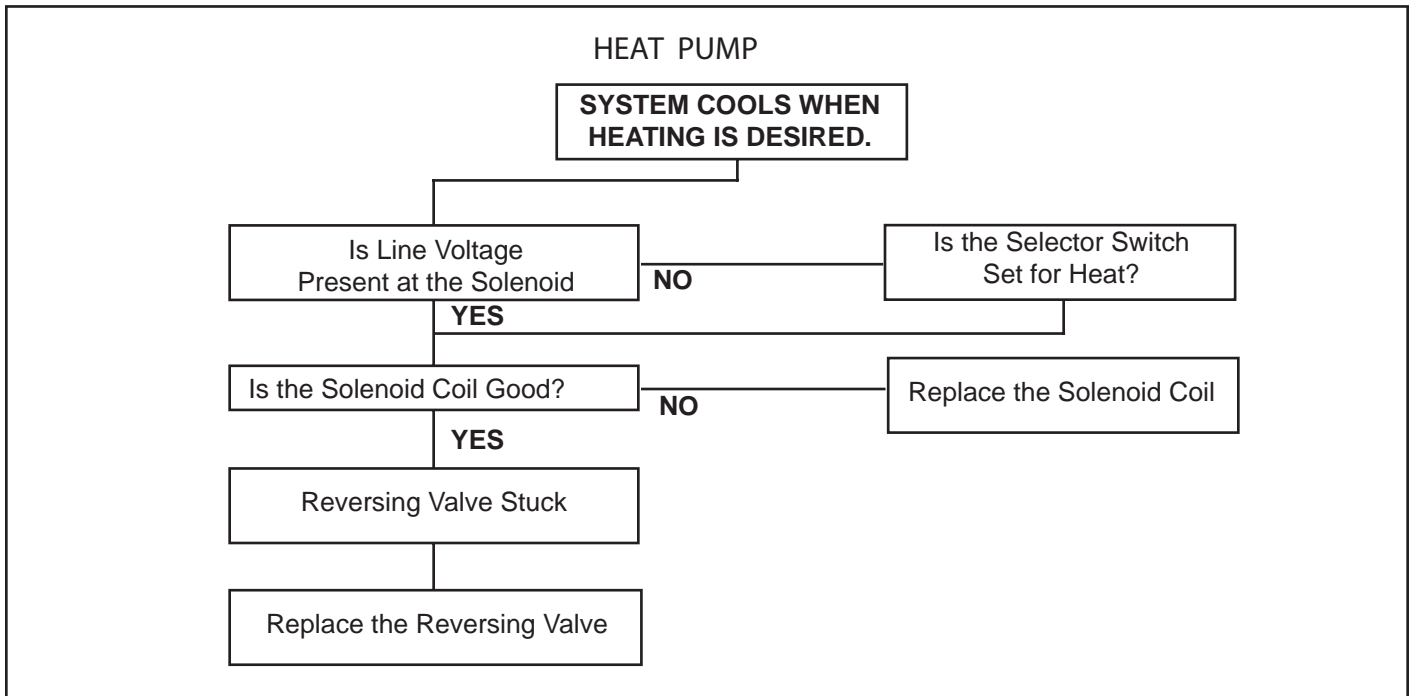 HEAT PUMP
SYSTEM COOLS WHEN
HEATING IS DESIRED.
Is Line Voltage
Present at the Solenoid
NO
Is the Selector Switch
Set for Heat?
YES
Is the Solenoid Coil Good?
NO
Replace the Solenoid Coil
YES
Reversing Valve Stuck
Replace the Reversing Valve